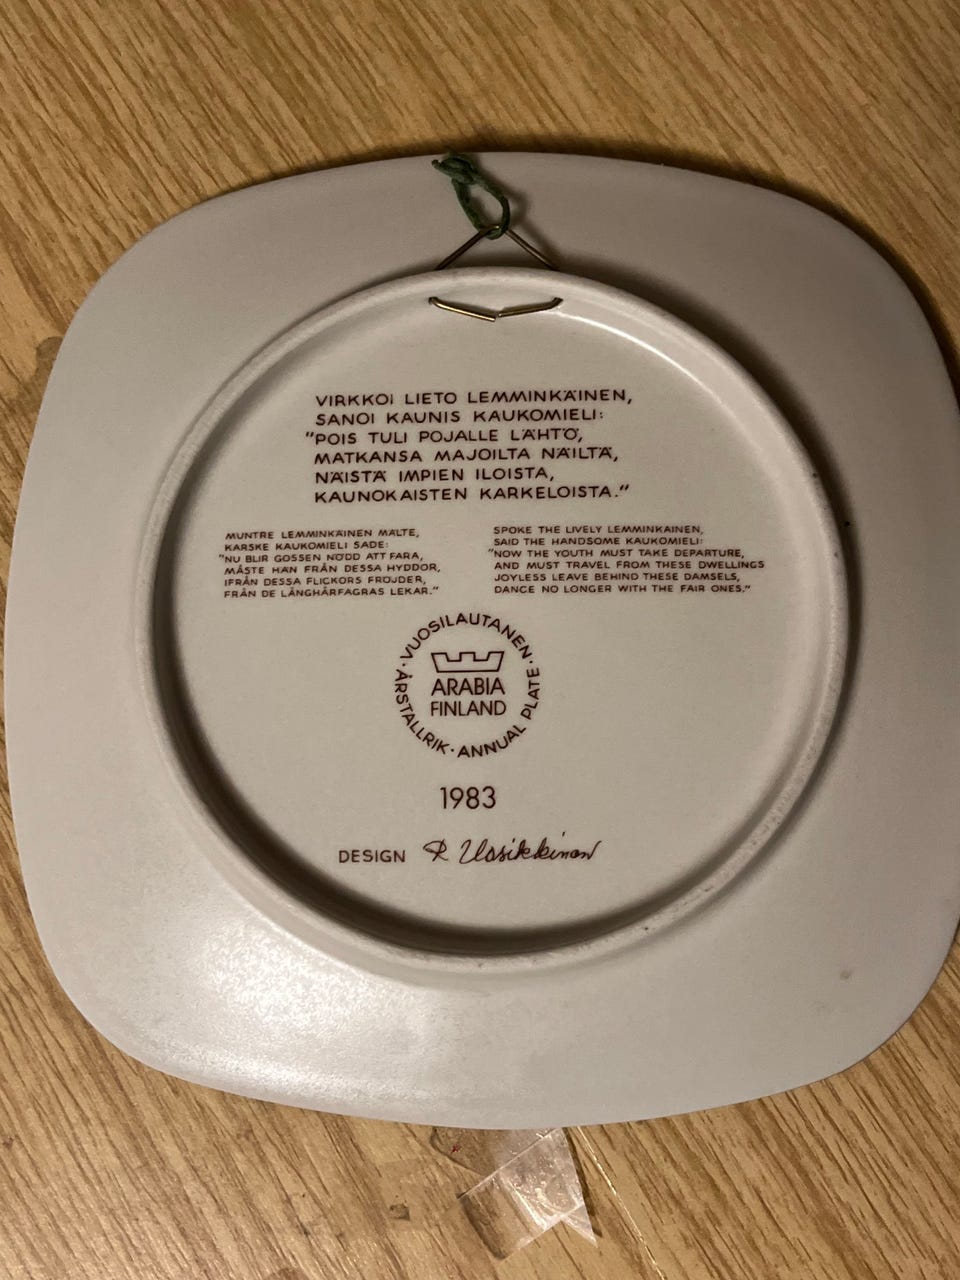 VIRKKOI LIETO LEMMINKÄINEN,
SANOI KAUNIS KAUKOMIELI:
"POIS TULI POJALLE LÄHTÖ,
MATKANSA MAJOILTA NÄILTÄ,
NÄISTÄ IMPIEN ILOISTA,
KAUNOKAISTEN KARKELOISTA."
MUNTRE LEMMINKÄINEN MÄLTE,
KARSKE KAUKOMIELI SADE:
"NU BLIR GOSSEN NÖDD ATT FARA,
MÅSTE HAN FRÅN DESSA HYDDOR,
IFRÅN DESSA FLICKORS FRÖJDER,
FRÅN DE LÅNGHÅRFAGRAS LEKAR."
SPOKE THE LIVELY LEMMINKAINEN,
SAID THE HANDSOME KAUKOMIELI:
"NOW THE YOUTH MUST TAKE DEPARTURE,
AND MUST TRAVEL FROM THESE DWELLINGS
JOYLESS LEAVE BEHIND THESE DAMSELS,
DANCE NO LONGER WITH THE FAIR ONES."
· VUOSILAUTANEN · ANNUAL PLATE · ÅRSTALLRIK
ARABIA
FINLAND
1983
DESIGN R Uosikkinen